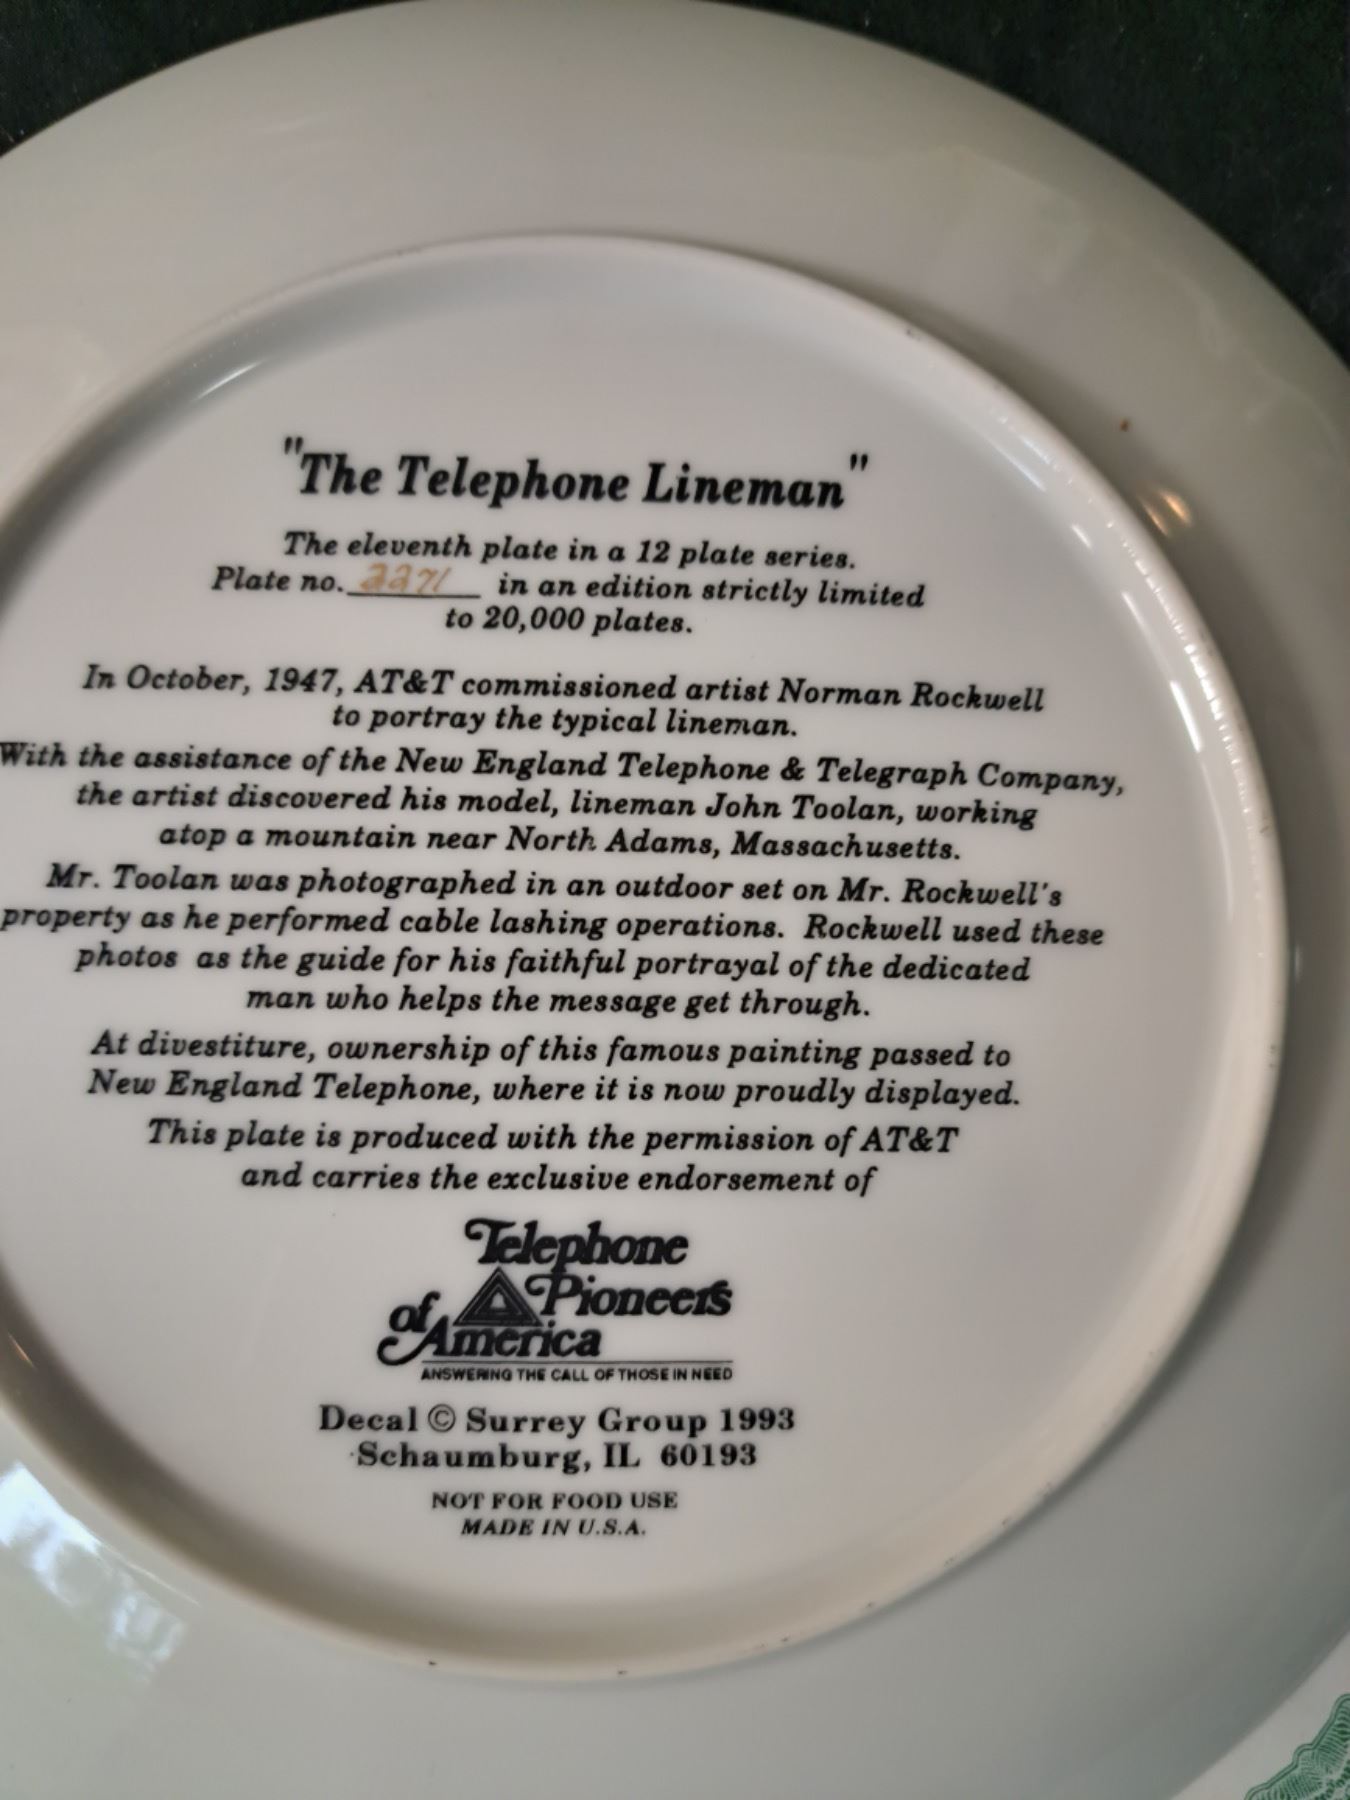 "The Telephone Lineman"
The eleventh plate in a 12 plate series.
Plate no. 2271 in an edition strictly limited
to 20,000 plates.
In October, 1947, AT&T commissioned artist Norman Rockwell
to portray the typical lineman.
With the assistance of the New England Telephone & Telegraph Company,
the artist discovered his model, lineman John Toolan, working
atop a mountain near North Adams, Massachusetts.
Mr. Toolan was photographed in an outdoor set on Mr. Rockwell's
property as he performed cable lashing operations. Rockwell used these
photos as the guide for his faithful portrayal of the dedicated
man who helps the message get through.
At divestiture, ownership of this famous painting passed to
New England Telephone, where it is now proudly displayed.
This plate is produced with the permission of AT&T
and carries the exclusive endorsement of
Telephone
Pioneers
of America
ANSWERING THE CALL OF THOSE IN NEED
Decal © Surrey Group 1993
Schaumburg, IL 60193
NOT FOR FOOD USE
MADE IN U.S.A.